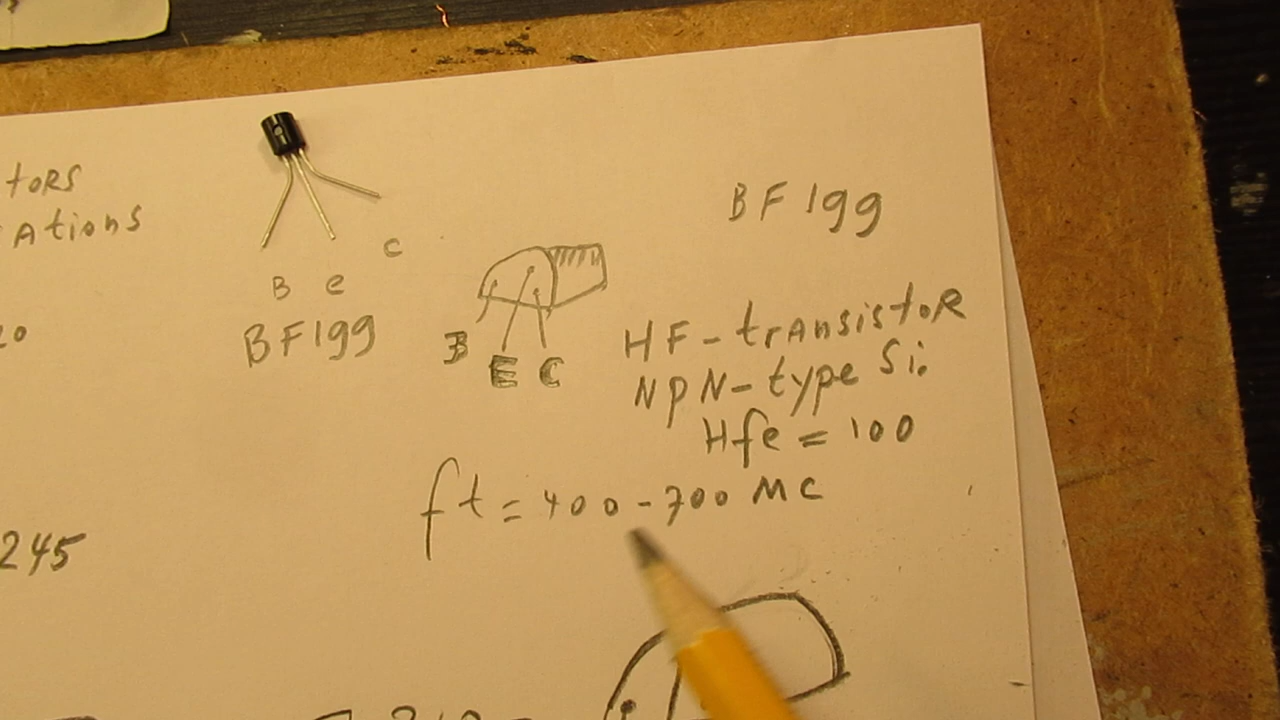 tors
ations
20
245
B e c
BF199
B E C
BF199
HF-transistor
NPN-type Si.
Hfe = 100
ft = 400-700 MC